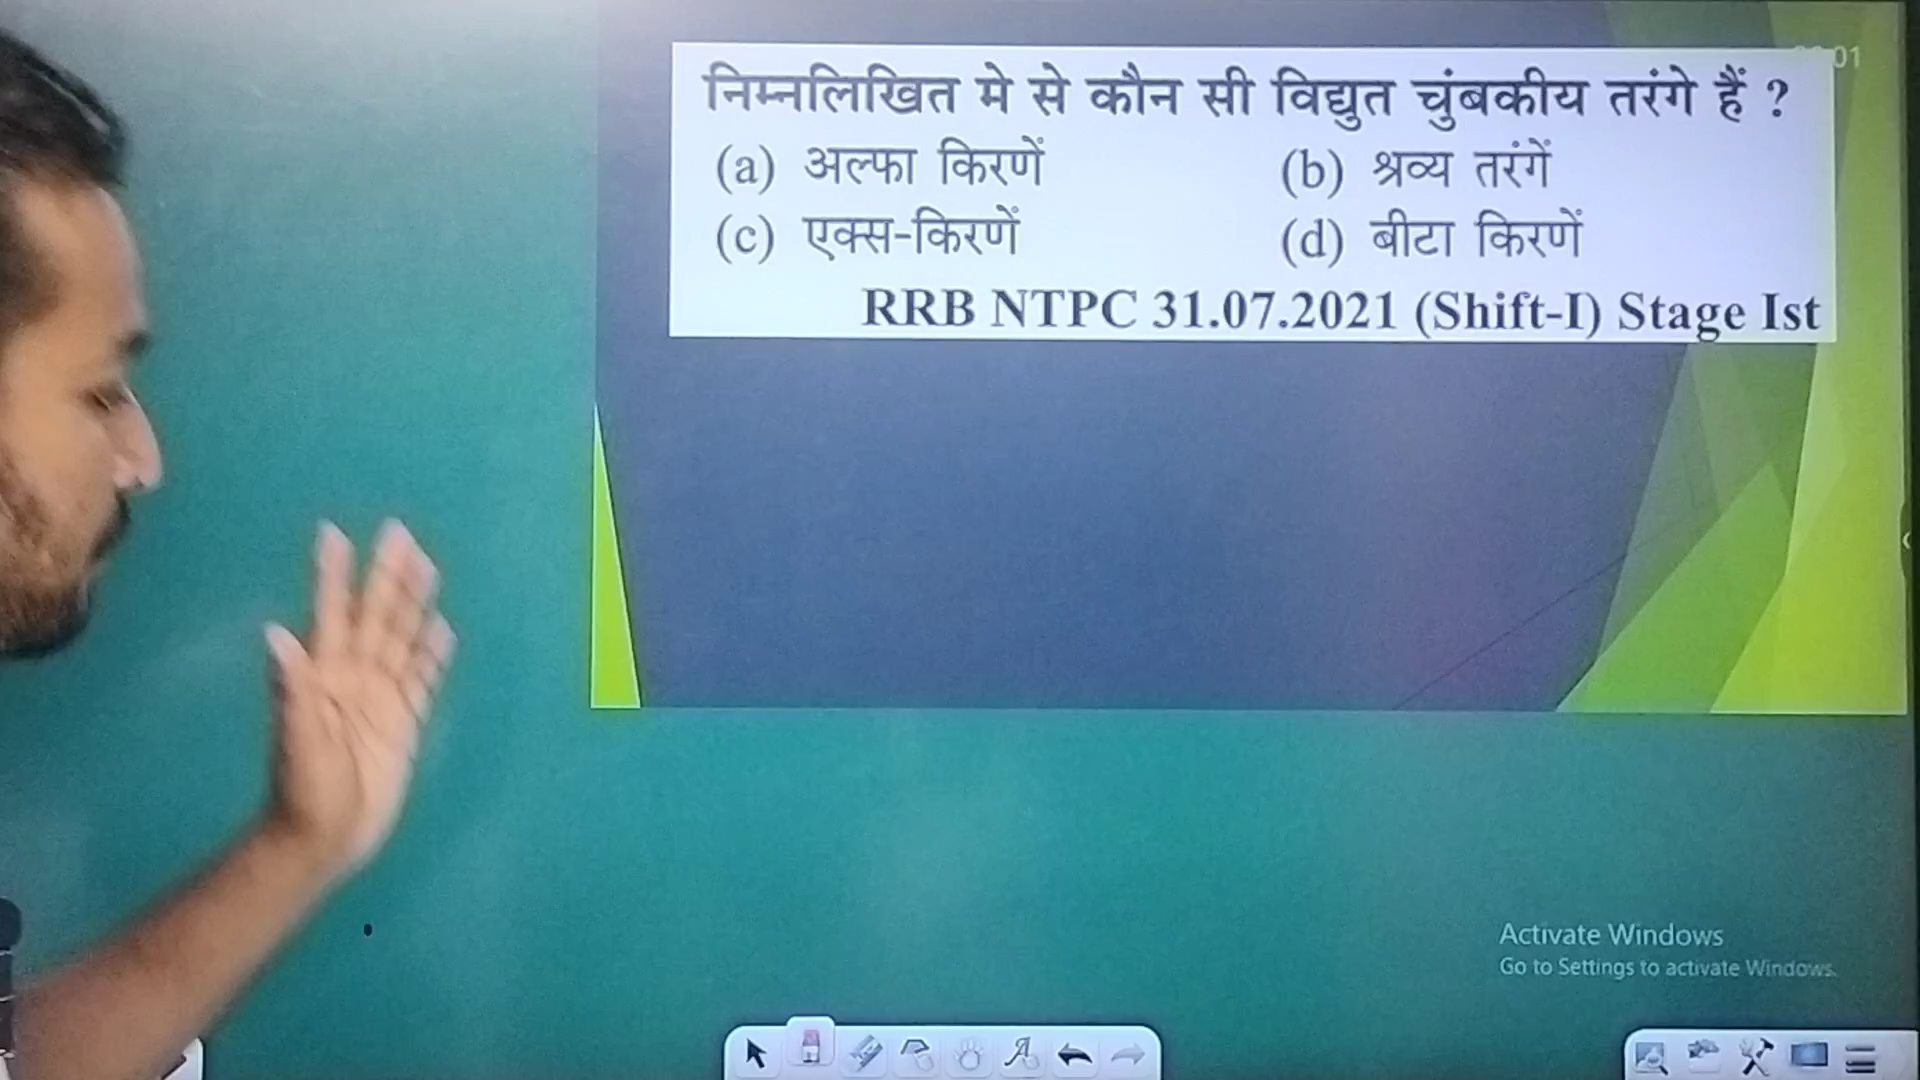 निम्नलिखित मे से कौन सी विद्युत चुंबकीय तरंगे हैं ?
(a) अल्फा किरणें (b) श्रव्य तरंगें
(c) एक्स-किरणें (d) बीटा किरणें
RRB NTPC 31.07.2021 (Shift-I) Stage Ist
Activate Windows
Go to Settings to activate Windows.